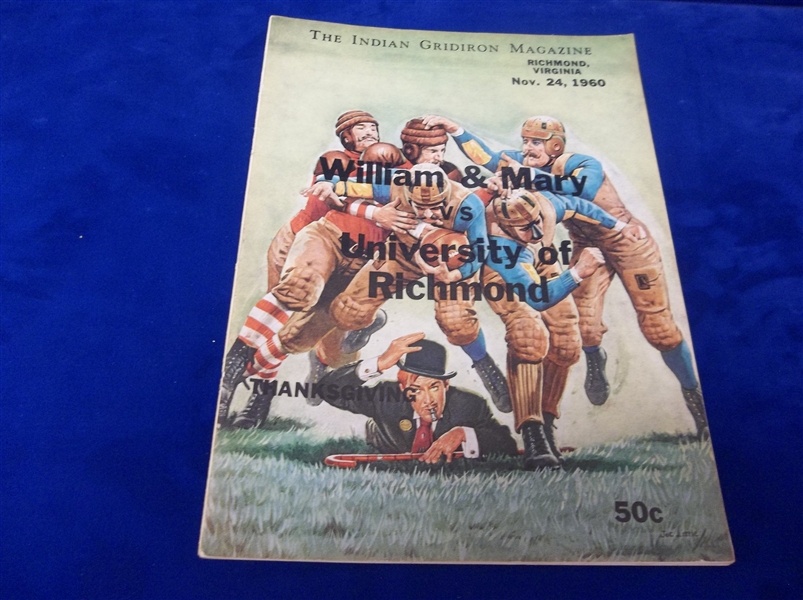 The Indian Gridiron Magazine
RICHMOND,
VIRGINIA
Nov. 24, 1960
William & Mary
vs
University of
Richmond
THANKSGIVING
50c